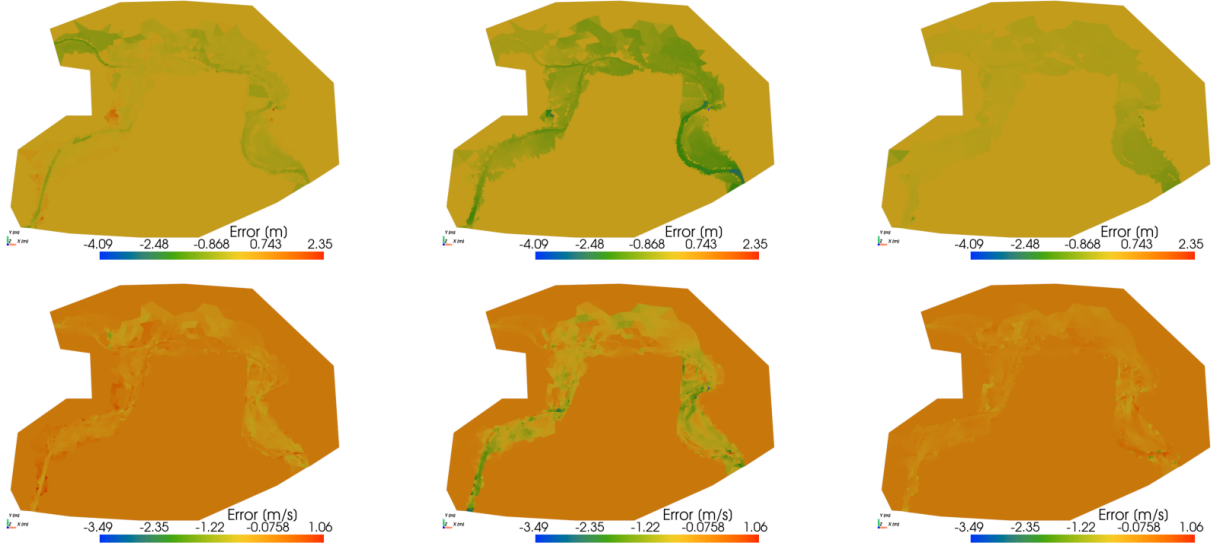 Error (m)
-4.09 -2.48 -0.868 0.743 2.35
Y (m)
Z X (m)
Error (m)
-4.09 -2.48 -0.868 0.743 2.35
Y (m)
Z X (m)
Error (m)
-4.09 -2.48 -0.868 0.743 2.35
Y (m)
Z X (m)
Error (m/s)
-3.49 -2.35 -1.22 -0.0758 1.06
Y (m)
Z X (m)
Error (m/s)
-3.49 -2.35 -1.22 -0.0758 1.06
Y (m)
Z X (m)
Error (m/s)
-3.49 -2.35 -1.22 -0.0758 1.06
Y (m)
Z X (m)